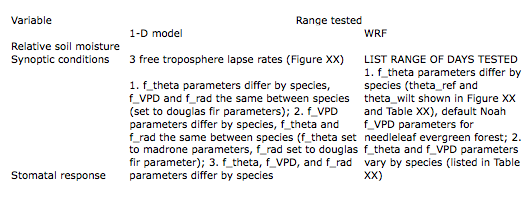 Variable Range tested
1-D model WRF
Relative soil moisture
Synoptic conditions 3 free troposphere lapse rates (Figure XX) LIST RANGE OF DAYS TESTED
1. f_theta parameters differ by species, f_VPD and f_rad the same between species (set to douglas fir parameters); 2. f_VPD parameters differ by species, f_theta and f_rad the same between species (f_theta set to madrone parameters, f_rad set to douglas fir parameter); 3. f_theta, f_VPD, and f_rad
Stomatal response parameters differ by species
1. f_theta parameters differ by
species (theta_ref and
theta_wilt shown in Figure XX
and Table XX), default Noah
f_VPD parameters for
needleleaf evergreen forest; 2.
f_theta and f_VPD parameters
vary by species (listed in Table
XX)